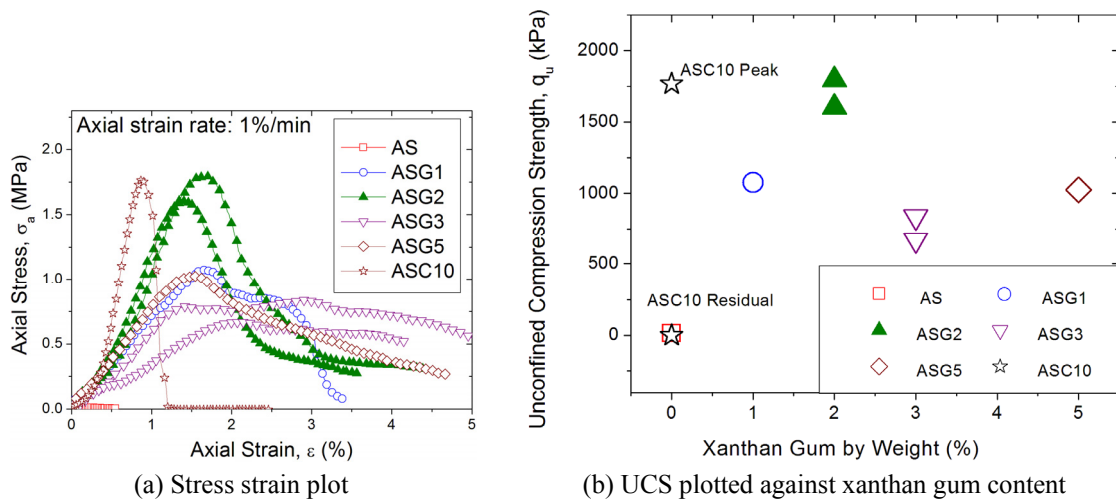 Axial strain rate: 1%/min
AS
ASG1
ASG2
ASG3
ASG5
ASC10
2.0
1.5
1.0
0.5
0.0
Axial Stress, σa (MPa)
0 1 2 3 4 5
Axial Strain, ε (%)
(a) Stress strain plot
2000
1500
1000
500
0
Unconfined Compression Strength, qu (kPa)
ASC10 Peak
ASC10 Residual
AS ASG1
ASG2 ASG3
ASG5 ASC10
0 1 2 3 4 5
Xanthan Gum by Weight (%)
(b) UCS plotted against xanthan gum content